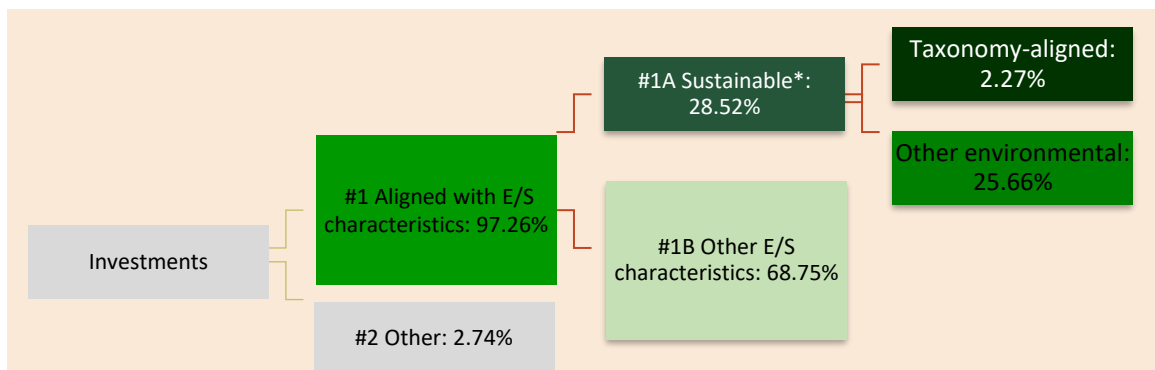 Investments
#1 Aligned with E/S
characteristics: 97.26%
#2 Other: 2.74%
#1A Sustainable*:
28.52%
#1B Other E/S
characteristics: 68.75%
Taxonomy-aligned:
2.27%
Other environmental:
25.66%